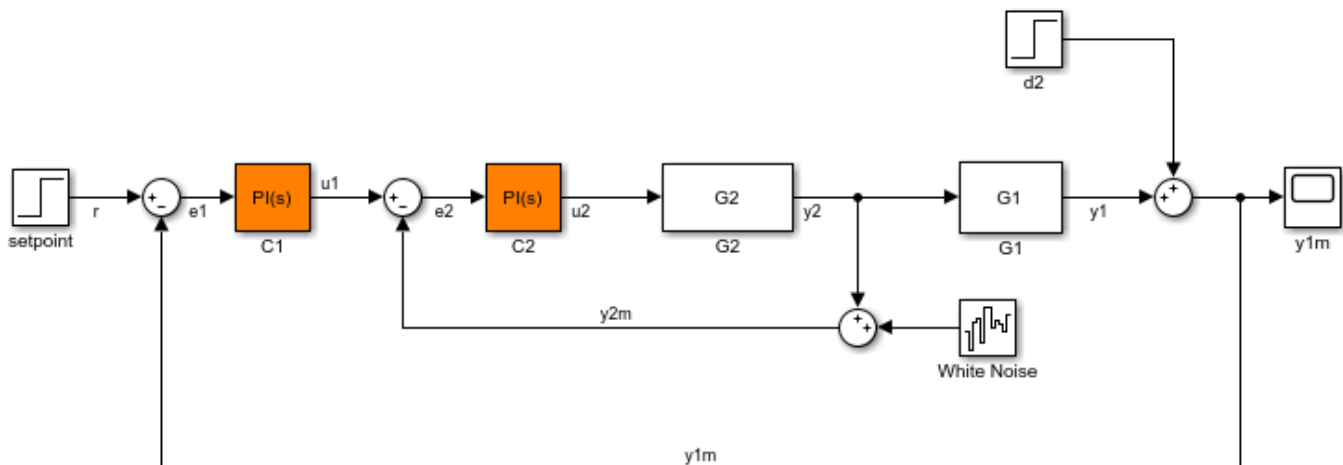 d2
PI(s)
u1
PI(s)
G2
G1
+
-
r
e1
+
-
e2
u2
y2
y1
+
+
setpoint
C1
C2
G2
G1
y1m
y2m
+
+
White Noise
y1m